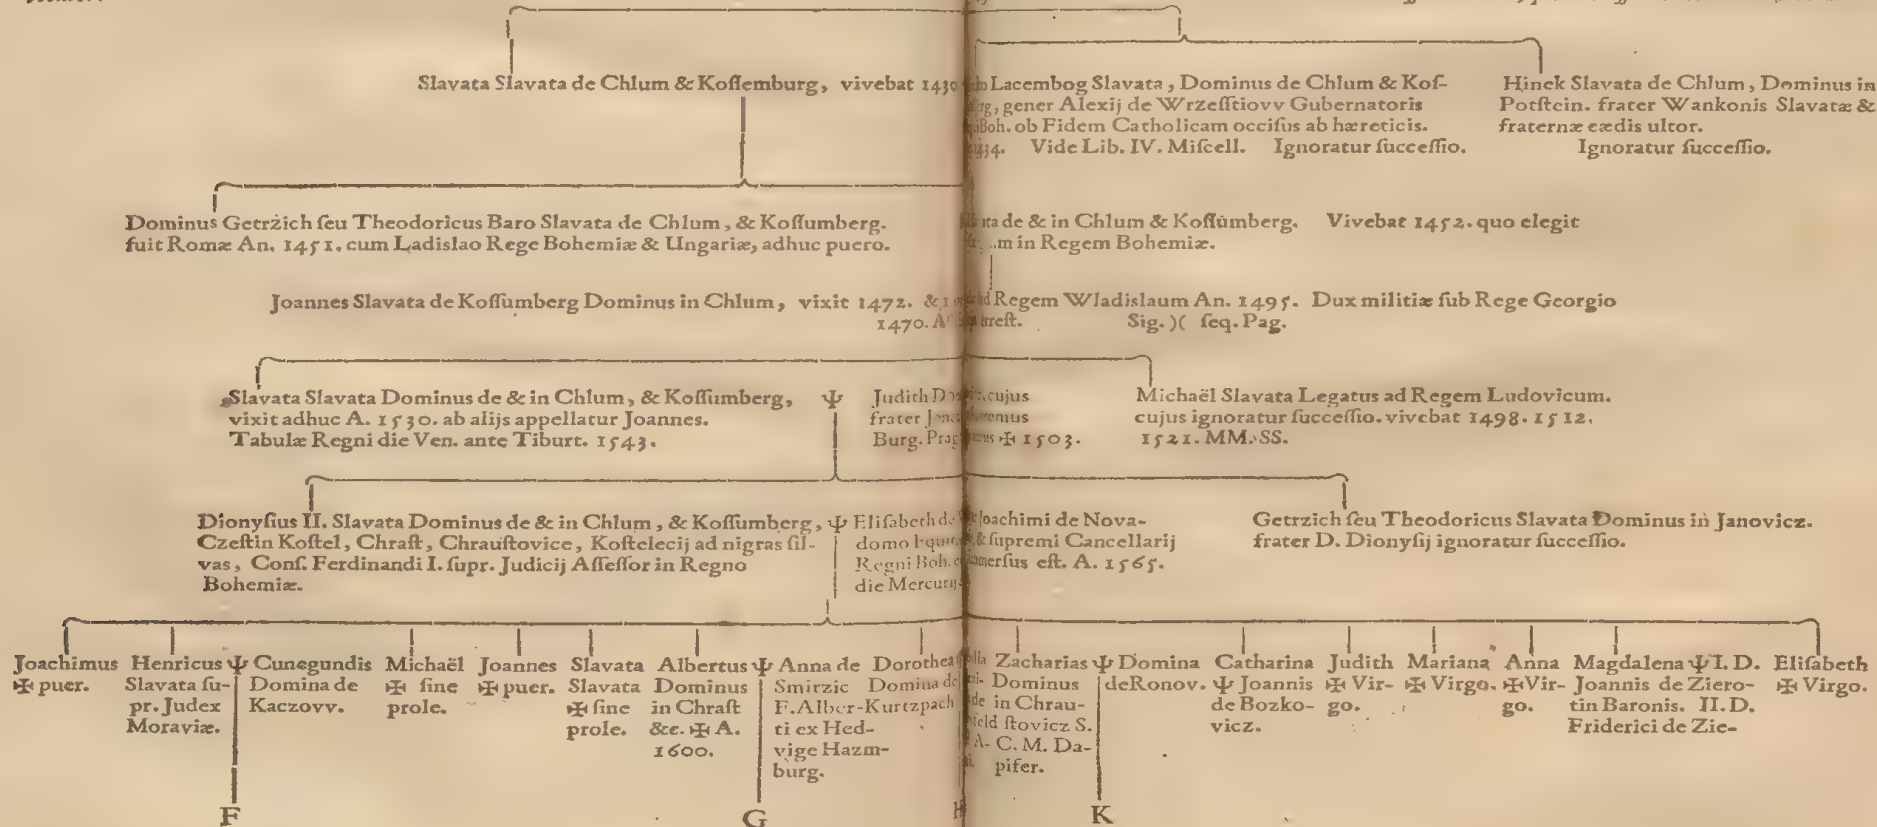 Slavata Slavata de Chlum & Koſſemburg, vivebat 1430
Lacembog Slavata, Dominus de Chlum & Koſ-
gener Alexij de Wrzeſſtiovv Gubernatoris
Boh. ob Fidem Catholicam occiſus ab hæreticis.
Vide Lib. IV. Miſcell. Ignoratur ſucceſſio.
Hinek Slavata de Chlum, Dominus in
Potſtein. frater Wankonis Slavatæ &
fraternæ cædis ultor.
Ignoratur ſucceſſio.
Dominus Getrzich ſeu Theodoricus Baro Slavata de Chlum, & Koſſumberg.
fuit Romæ An. 1451. cum Ladislao Rege Bohemiæ & Ungariæ, adhuc puero.
de & in Chlum & Koſſumberg. Vivebat 1452. quo elegit
in Regem Bohemiæ.
Joannes Slavata de Koſſumberg Dominus in Chlum, vixit 1472. &
Regem Wladislaum An. 1495. Dux militiæ ſub Rege Georgio
1470.
Sig. )( ſeq. Pag.
Slavata Slavata Dominus de & in Chlum, & Koſſumberg,
vixit adhuc A. 1530. ab alijs appellatur Joannes.
Tabulæ Regni die Ven. ante Tiburt. 1543.
Ψ
Judith cujus
frater
Burg. ✠ 1503.
Michaël Slavata Legatus ad Regem Ludovicum.
cujus ignoratur ſucceſſio. vivebat 1498. 1512.
1521. MM. SS.
Dionyſius II. Slavata Dominus de & in Chlum, & Koſſumberg,
Czeſtin Koſtel, Chraſt, Chrauſtovice, Koſtelecij ad nigras ſil-
vas, Conſ. Ferdinandi I. ſupr. Judicij Aſſeſſor in Regno
Bohemiæ.
Ψ Eliſabeth de Joachimi de Nova-
domo & ſupremi Cancellarij
Regni Boh. eſt. A. 1565.
die Mercurij
Getrzich ſeu Theodoricus Slavata Dominus in Janovicz.
frater D. Dionyſij ignoratur ſucceſſio.
Joachimus
✠ puer.
Henricus
Slavata ſu-
pr. Judex
Moraviæ.
Ψ Cunegundis
Domina de
Kaczovv.
Michaël
✠ ſine
prole.
Joannes
✠ puer.
Slavata
Slavata
✠ ſine
prole.
Albertus
Dominus
in Chraſt
&c. ✠ A.
1600.
Ψ Anna de
Smirzic
F. Alber-
ti ex Hed-
vige Hazm-
burg.
Dorothea
Domina de
Kurtzpach
Zacharias
Dominus
in Chrau-
ſtovicz S.
C. M. Da-
pifer.
Ψ Domina
deRonov.
Catharina
Ψ Joannis
de Bozko-
vicz.
Judith
✠ Vir-
go.
Mariana
✠ Virgo.
Anna
✠ Vir-
go.
Magdalena Ψ I. D.
Joannis de Ziero-
tin Baronis. II. D.
Friderici de Zie-
Eliſabeth
✠ Virgo.
F
G
H
K